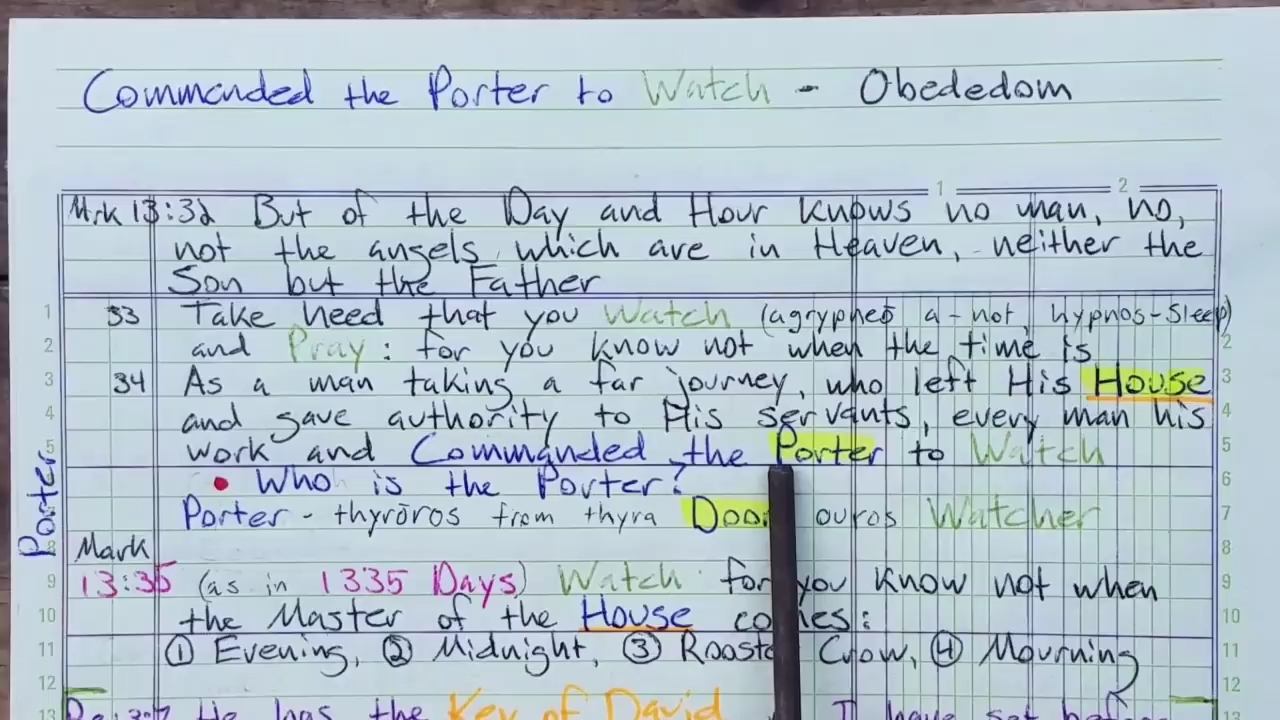 Commanded the Porter to Watch - Obededom
1 2
Mrk 13:32 But of the Day and Hour knows no man, no,
not the angels which are in Heaven, neither the
Son but the Father
1 33 Take heed that you Watch (agrypneō a-not, hypnos-Sleep)
2 and Pray: for you know not when the time is 2
3 34 As a man taking a far journey, who left His House 3
4 and gave authority to His servants, every man his 4
5 work and Commanded the Porter to Watch 5
• Who is the Porter? 6
Porter - thyrōros from thyra Door ouros Watcher 7
Porter
8 Mark 8
9 13:35 (as in 1335 Days) Watch for you know not when 9
10 the Master of the House comes: 10
11 ① Evening, ② Midnight, ③ Rooster Crow, ④ Mourning 11
12 12
13 He has the Key of David I have set before